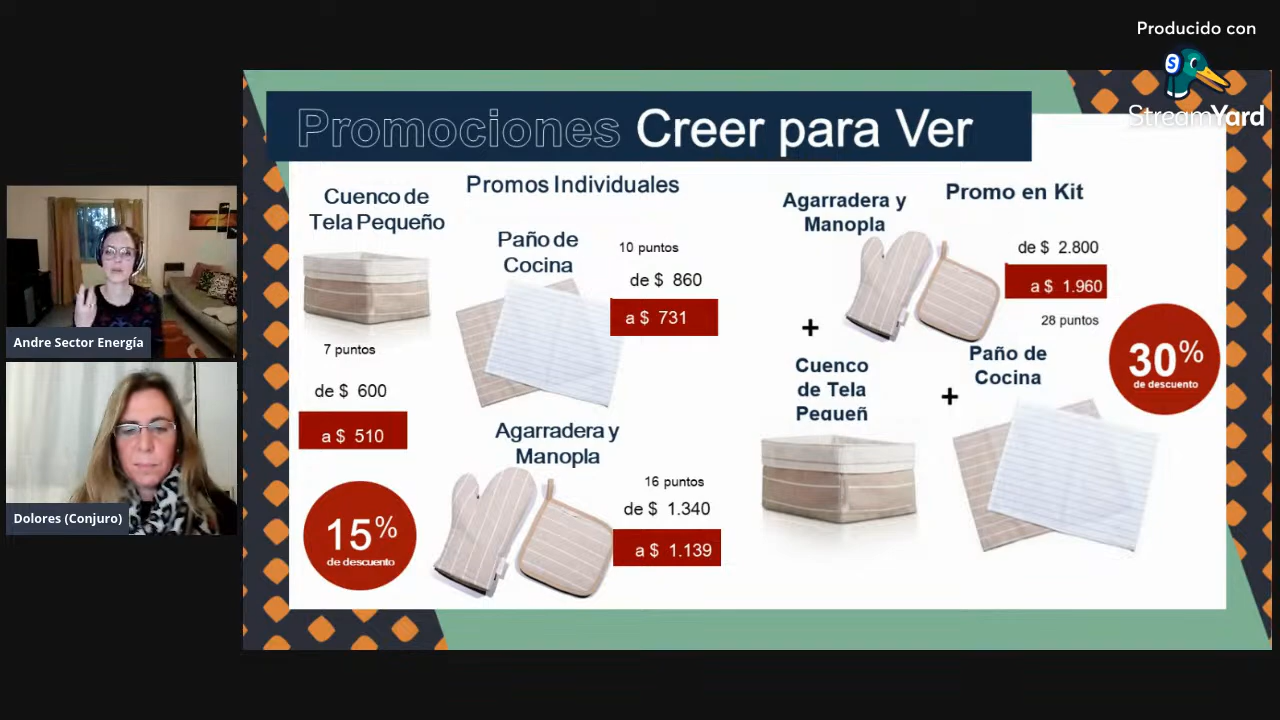 Producido con
StreamYard
Promociones Creer para Ver
Cuenco de
Tela Pequeño
7 puntos
de $ 600
a $ 510
15%
de descuento
Promos Individuales
Paño de
Cocina
10 puntos
de $ 860
a $ 731
Agarradera y
Manopla
16 puntos
de $ 1.340
a $ 1.139
Promo en Kit
Agarradera y
Manopla
de $ 2.800
a $ 1.960
28 puntos
+
Cuenco
de Tela
Pequeñ
+
Paño de
Cocina
30%
de descuento
Andre Sector Energía
Dolores (Conjuro)